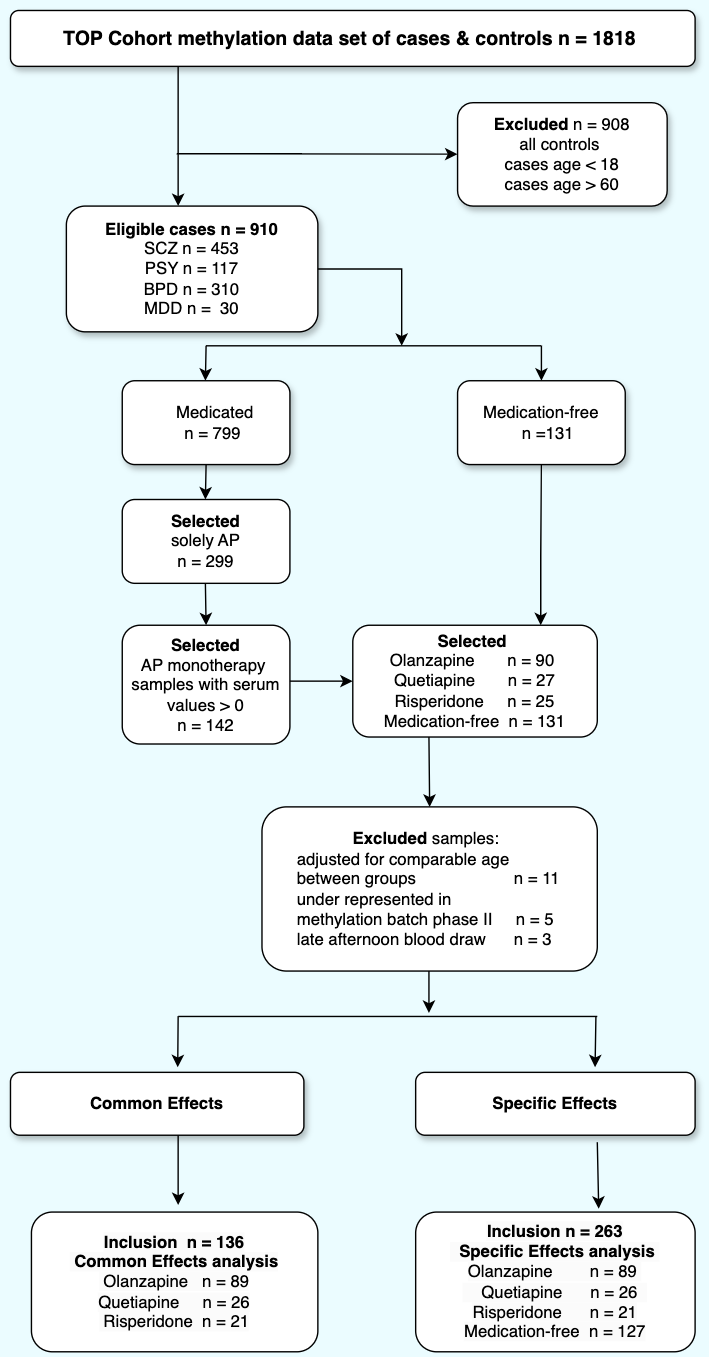 TOP Cohort methylation data set of cases & controls n = 1818
Excluded n = 908
all controls
cases age < 18
cases age > 60
Eligible cases n = 910
SCZ n = 453
PSY n = 117
BPD n = 310
MDD n = 30
Medicated
n = 799
Medication-free
n =131
Selected
solely AP
n = 299
Selected
AP monotherapy
samples with serum
values > 0
n = 142
Selected
Olanzapine n = 90
Quetiapine n = 27
Risperidone n = 25
Medication-free n = 131
Excluded samples:
adjusted for comparable age
between groups n = 11
under represented in
methylation batch phase II n = 5
late afternoon blood draw n = 3
Common Effects
Specific Effects
Inclusion n = 136
Common Effects analysis
Olanzapine n = 89
Quetiapine n = 26
Risperidone n = 21
Inclusion n = 263
Specific Effects analysis
Olanzapine n = 89
Quetiapine n = 26
Risperidone n = 21
Medication-free n = 127